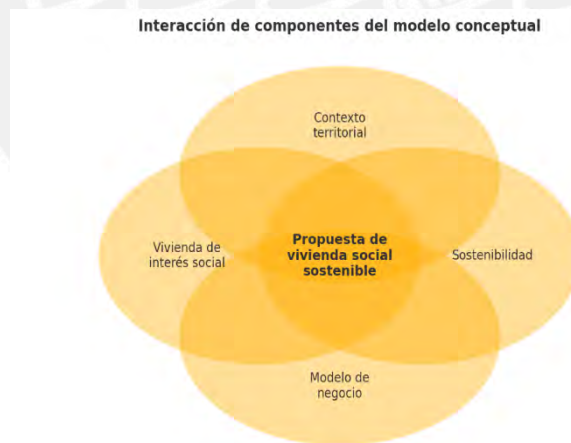 Interacción de componentes del modelo conceptual
Contexto
territorial
Vivienda de
interés social
Propuesta de
vivienda social
sostenible
Sostenibilidad
Modelo de
negocio